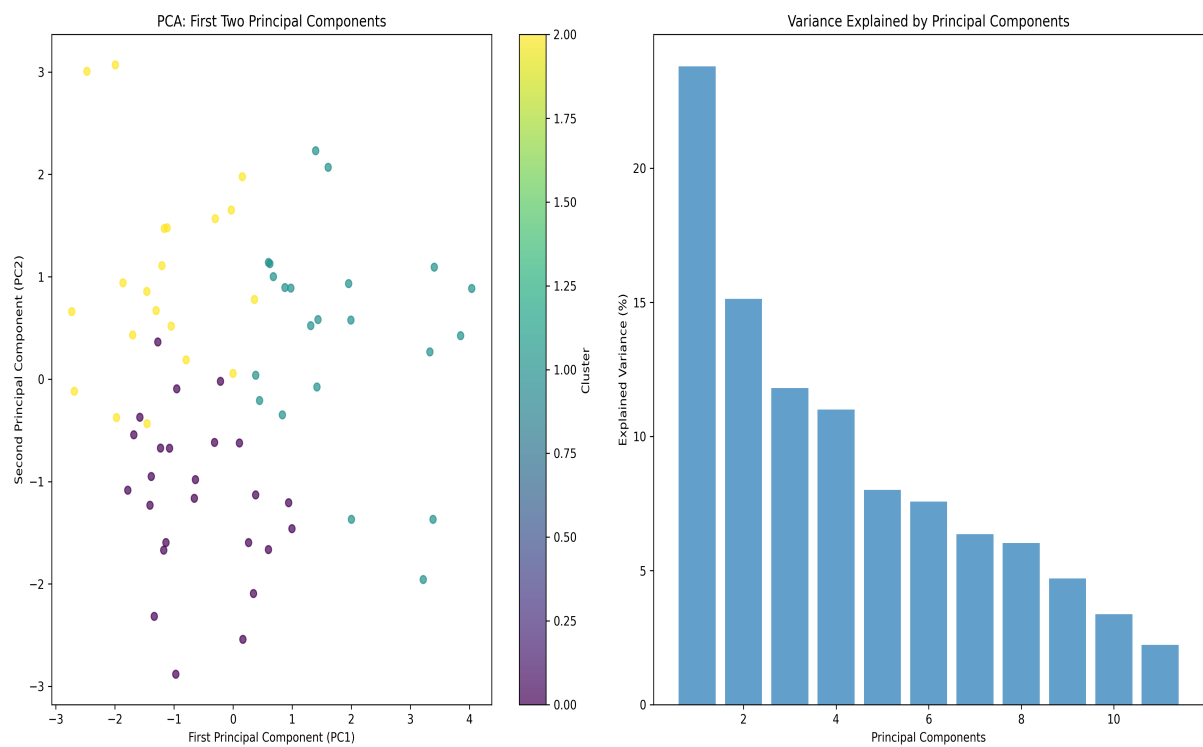 PCA: First Two Principal Components
3
2
1
0
−1
−2
−3
Second Principal Component (PC2)
−3 −2 −1 0 1 2 3 4
First Principal Component (PC1)
2.00
1.75
1.50
1.25
1.00
0.75
0.50
0.25
0.00
Cluster
Variance Explained by Principal Components
20
15
10
5
0
Explained Variance (%)
2 4 6 8 10
Principal Components